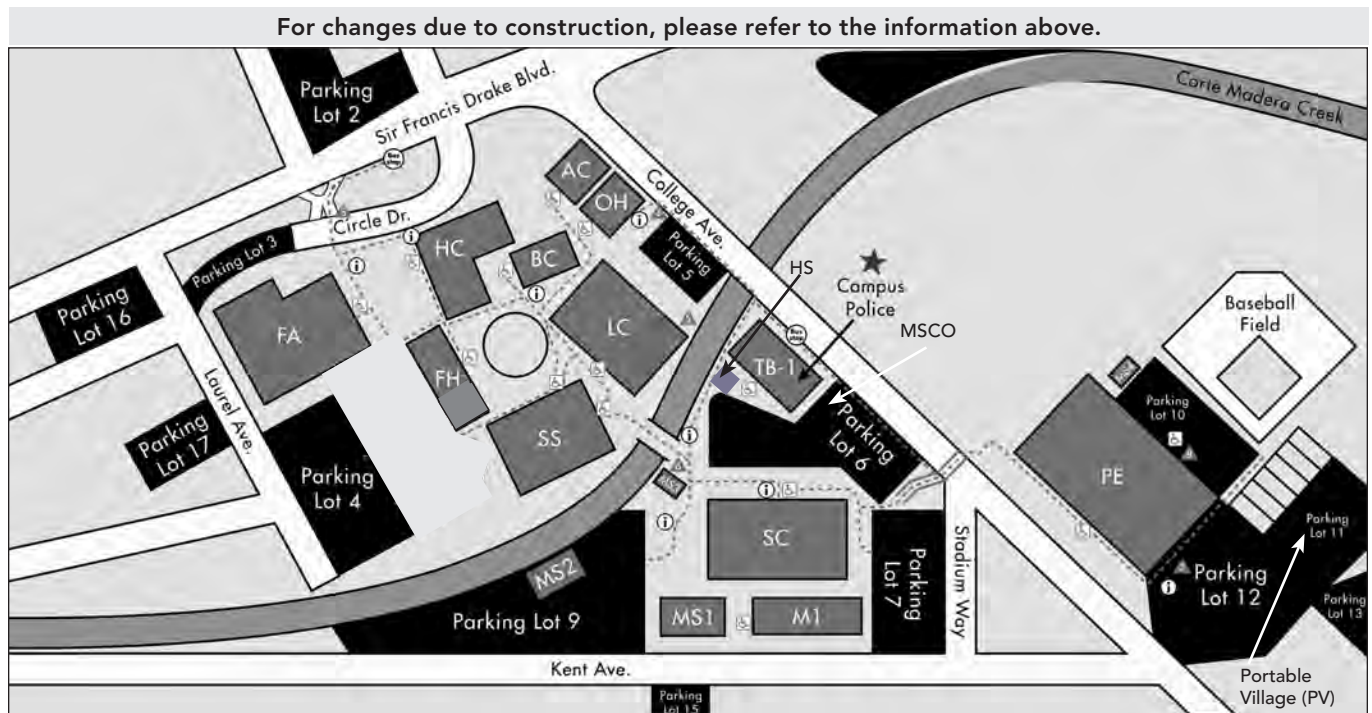 For changes due to construction, please refer to the information above.
Parking
Lot 2
Sir Francis Drake Blvd.
Bus
stop
Corte Madera Creek
AC
OH
College Ave.
Circle Dr.
HC
BC
Parking Lot 3
Parking
Lot 5
HS
Campus
Police
MSCO
Baseball
Field
Parking
Lot 16
FA
LC
Bus
stop
TB-1
FH
Laurel Ave.
Parking
Lot 17
SS
Parking
Lot 6
Parking
Lot 10
PE
Parking
Lot 4
SC
Parking
Lot 7
Stadium Way
Parking
Lot 11
MS2
Parking
Lot 12
Parking
Lot 13
Parking Lot 9
MS1
M1
Kent Ave.
Parking
Lot 15
Portable
Village (PV)